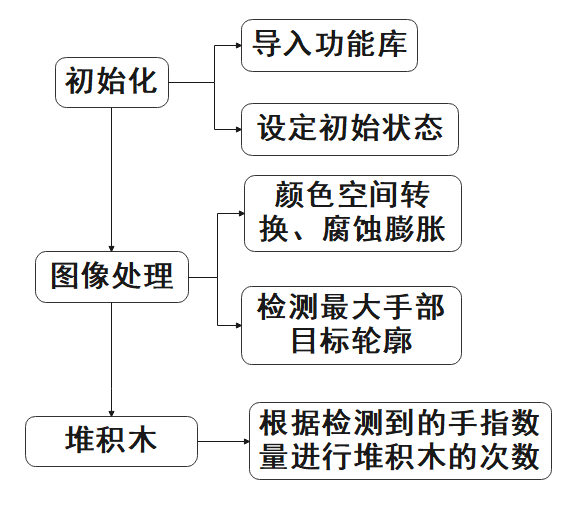 初始化
导入功能库
设定初始状态
图像处理
颜色空间转
换、腐蚀膨胀
检测最大手部
目标轮廓
堆积木
根据检测到的手指数
量进行堆积木的次数